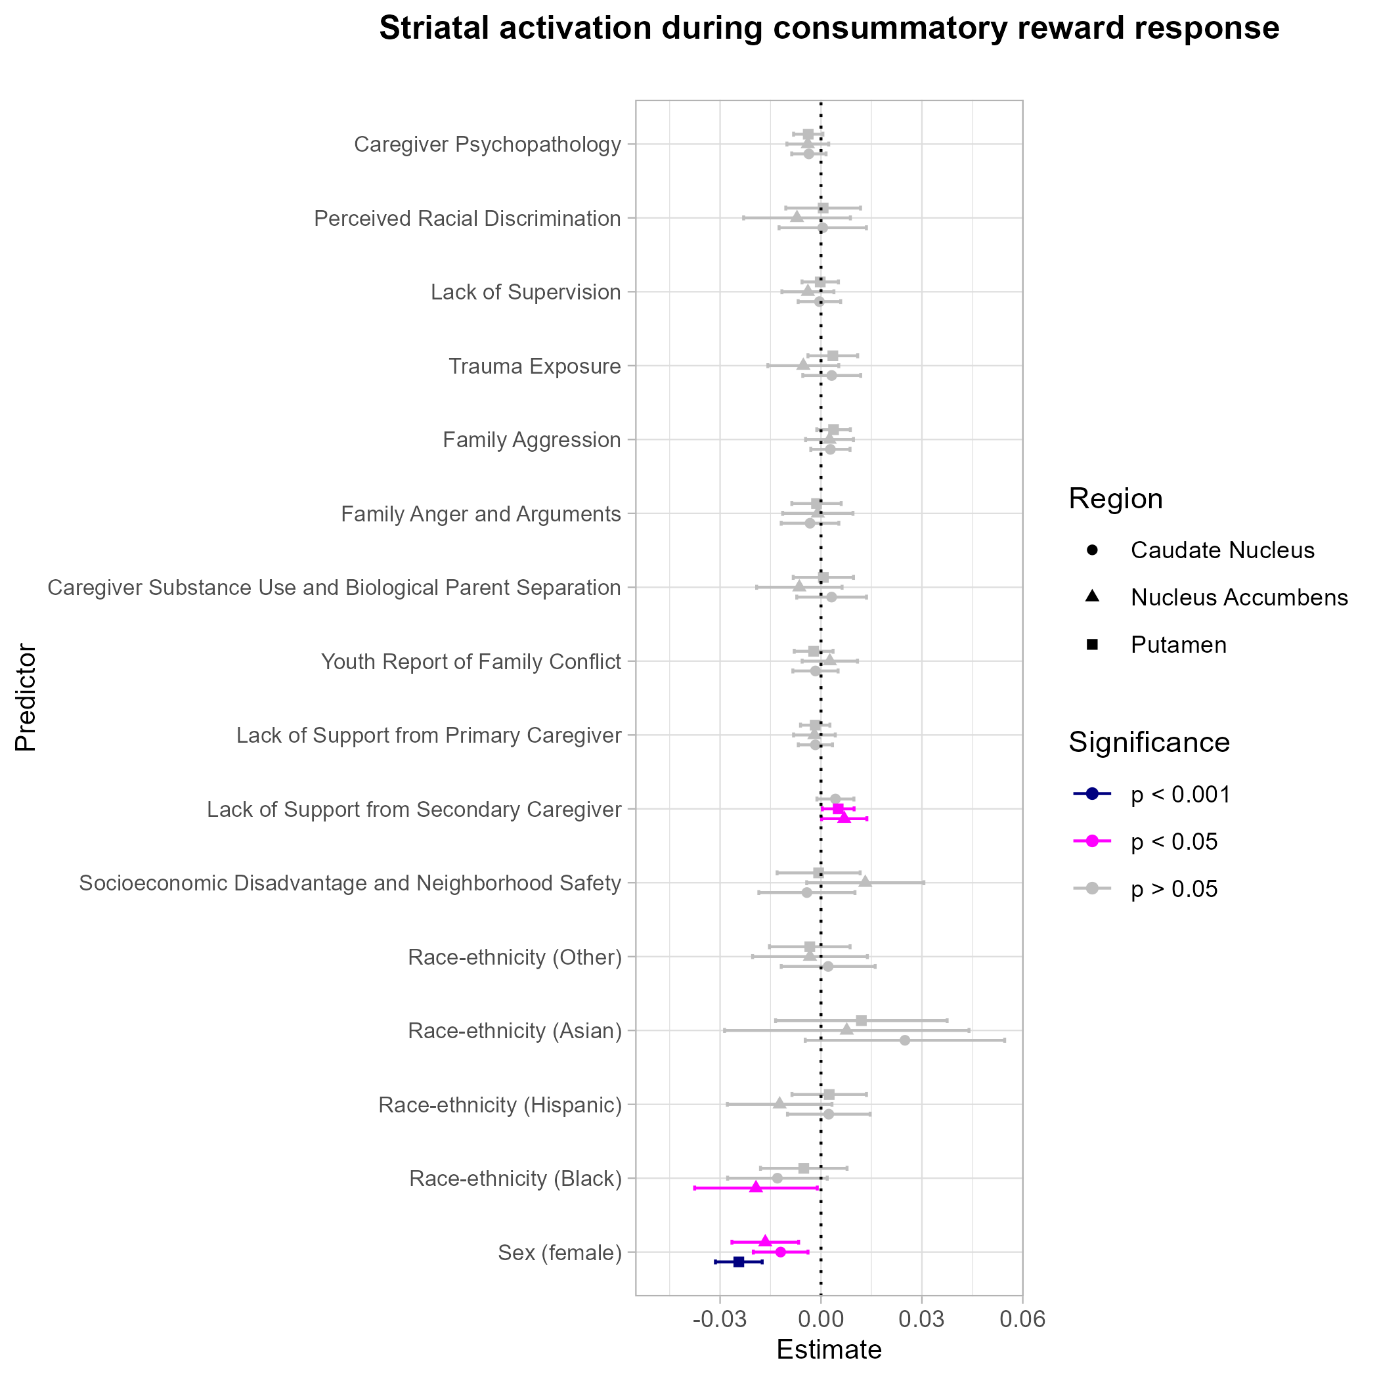 Striatal activation during consummatory reward response
Predictor
Caregiver Psychopathology
Perceived Racial Discrimination
Lack of Supervision
Trauma Exposure
Family Aggression
Family Anger and Arguments
Caregiver Substance Use and Biological Parent Separation
Youth Report of Family Conflict
Lack of Support from Primary Caregiver
Lack of Support from Secondary Caregiver
Socioeconomic Disadvantage and Neighborhood Safety
Race-ethnicity (Other)
Race-ethnicity (Asian)
Race-ethnicity (Hispanic)
Race-ethnicity (Black)
Sex (female)
-0.03 0.00 0.03 0.06
Estimate
Region
Caudate Nucleus
Nucleus Accumbens
Putamen
Significance
p < 0.001
p < 0.05
p > 0.05